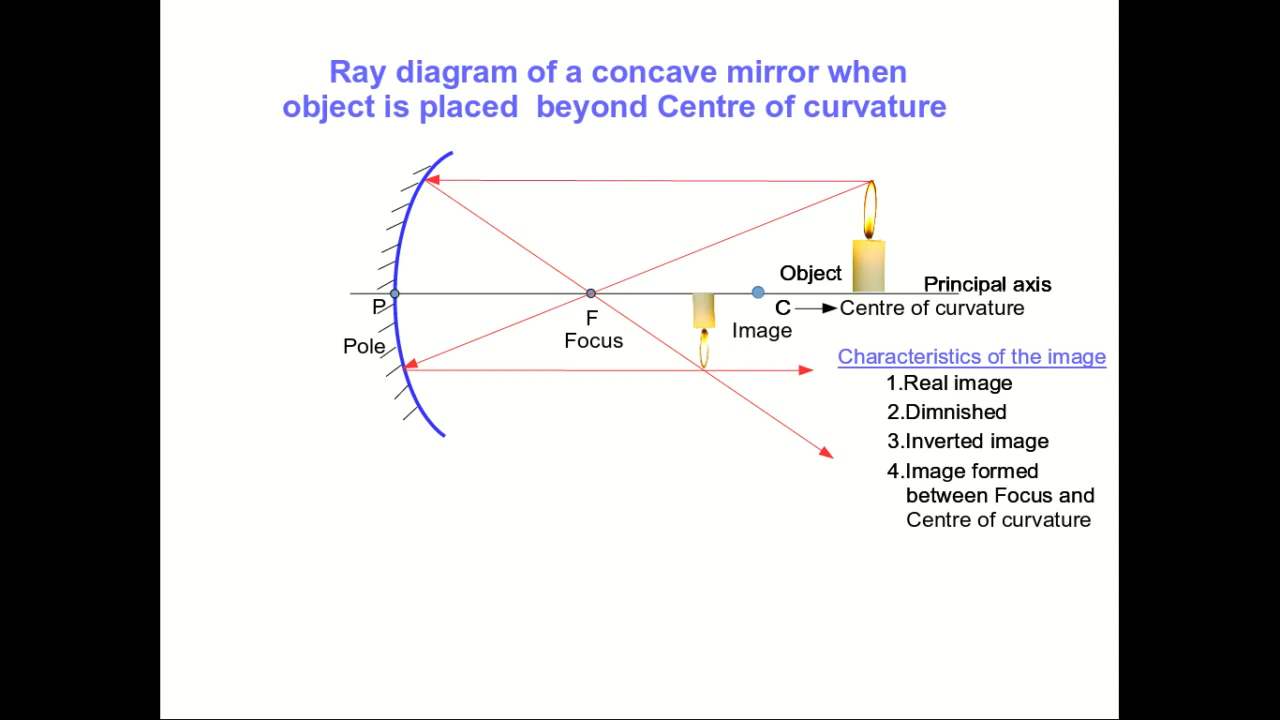 Ray diagram of a concave mirror when
object is placed  beyond Centre of curvature
Object
Principal axis
P
F
C
Centre of curvature
Focus
Image
Pole
Characteristics of the image
1.Real image
2.Dimnished
3.Inverted image
4.Image formed
between Focus and
Centre of curvature